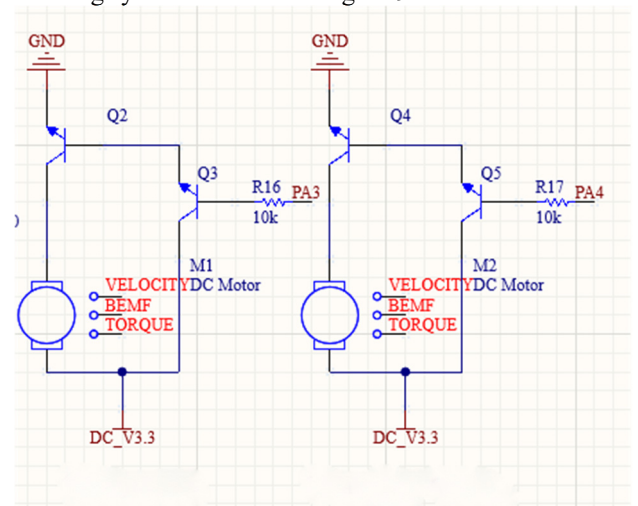 GND
GND
Q2
Q4
Q3
Q5
R16
PA3
10k
R17
PA4
10k
M1
VELOCITY
DC Motor
BEMF
TORQUE
M2
VELOCITY
DC Motor
BEMF
TORQUE
DC_V3.3
DC_V3.3